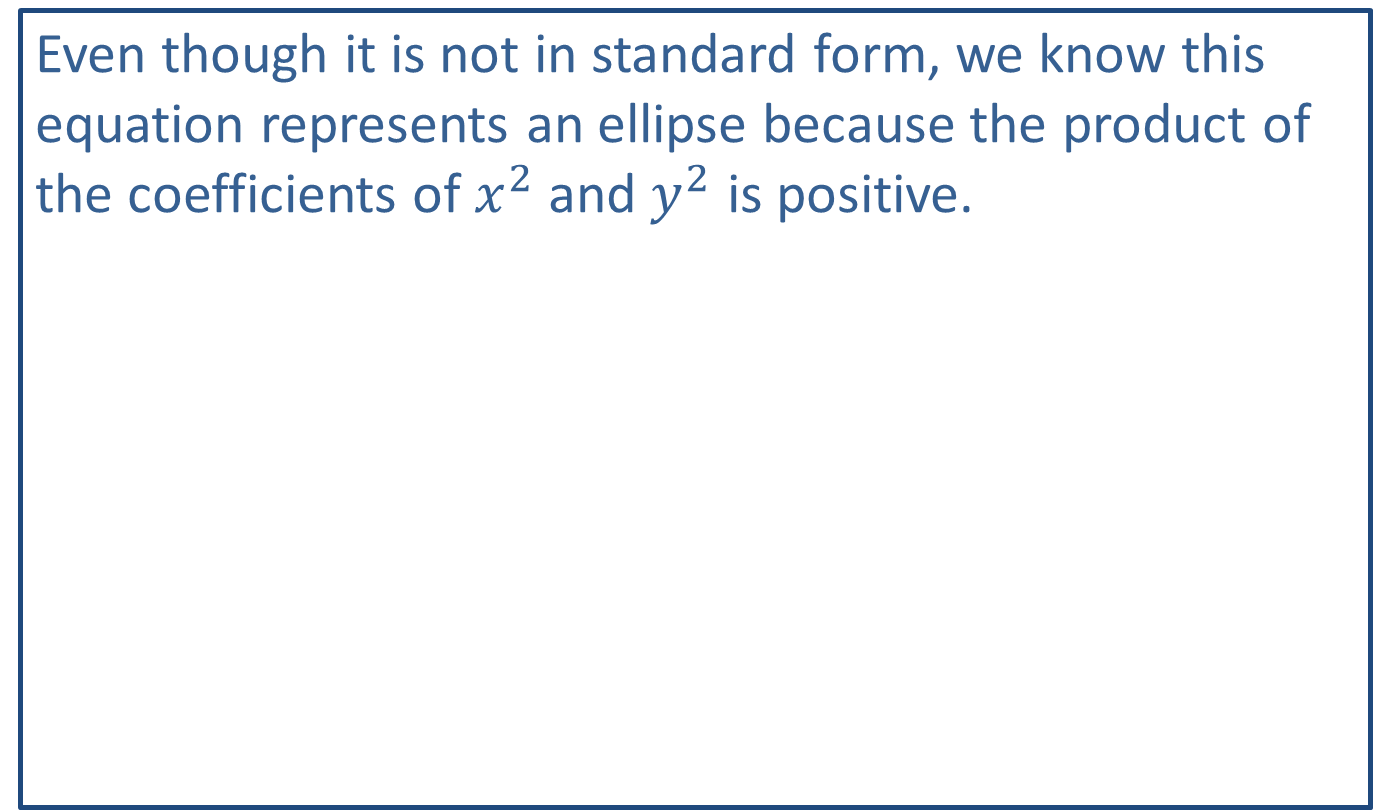 Even though it is not in standard form, we know this
equation represents an ellipse because the product of
the coefficients of x² and y² is positive.